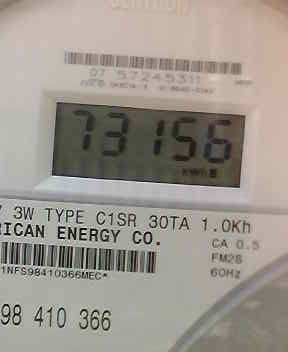 CENTRON
07 57245311
73156
kWh
3W TYPE C1SR 30TA 1.0Kh
RICAN ENERGY CO.
CA 0.5
FM2S
60Hz
1NFS98410366MEC*
98 410 366